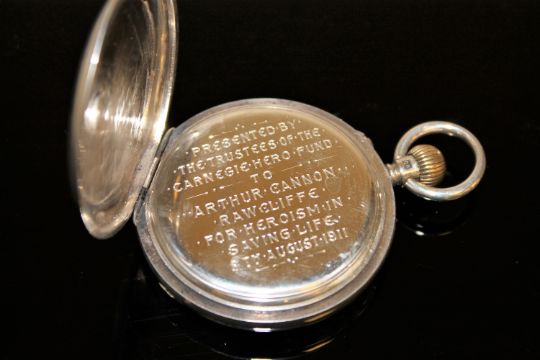 PRESENTED·BY
THE·TRUSTEES·OF·THE
CARNEGIE·HERO·FUND
TO
ARTHUR·CANNON
RAWCLIFFE
FOR·HEROISM·IN
SAVING·LIFE
TH·AUGUST·1911